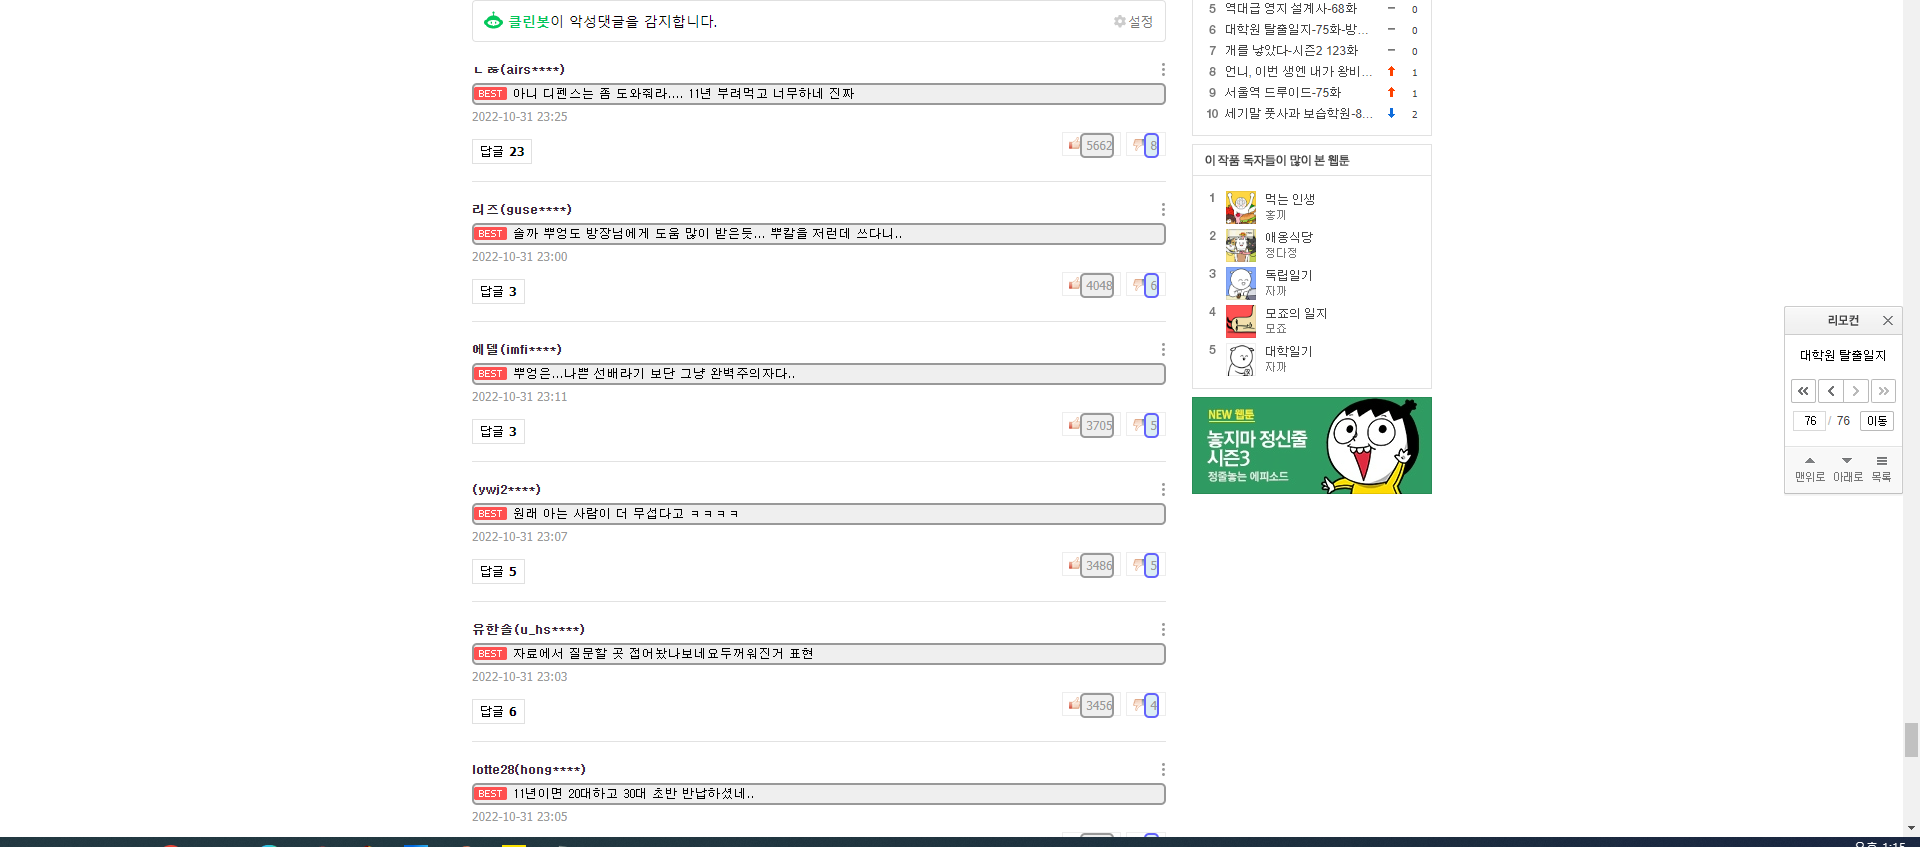 클린봇이 악성댓글을 감지합니다.
설정
ㄴㅎ(airs****)
BEST 아니 디펜스는 좀 도와줘라.... 11년 부려먹고 너무하네 진짜
2022-10-31 23:25
답글 23
5662
8
리즈(guse****)
BEST 솔까 뿌엉도 방장님에게 도움 많이 받은듯... 뿌칼을 저런데 쓰다니..
2022-10-31 23:00
답글 3
4048
6
에델(imfi****)
BEST 뿌엉은...나쁜 선배라기 보단 그냥 완벽주의자다..
2022-10-31 23:11
답글 3
3705
5
(ywj2****)
BEST 원래 아는 사람이 더 무섭다고 ㅋㅋㅋㅋ
2022-10-31 23:07
답글 5
3486
5
유한솔(u_hs****)
BEST 자료에서 질문할 곳 접어놨나보네요두꺼워진거 표현
2022-10-31 23:03
답글 6
3456
4
lotte28(hong****)
BEST 11년이면 20대하고 30대 초반 반납하셨네..
2022-10-31 23:05
5 역대급 영지 설계사-68화 0
6 대학원 탈출일지-75화-방... 0
7 개를 낳았다-시즌2 123화 0
8 언니, 이번 생엔 내가 왕비... 1
9 서울역 드루이드-75화 1
10 세기말 풋사과 보습학원-8... 2
이 작품 독자들이 많이 본 웹툰
1 먹는 인생
홍끼
2 애옹식당
정다정
3 독립일기
자까
4 모죠의 일지
모죠
5 대학일기
자까
NEW 웹툰
놓지마 정신줄
시즌3
정줄놓는 에피소드
리모컨
대학원 탈출일지
76 / 76 이동
맨위로 아래로 목록